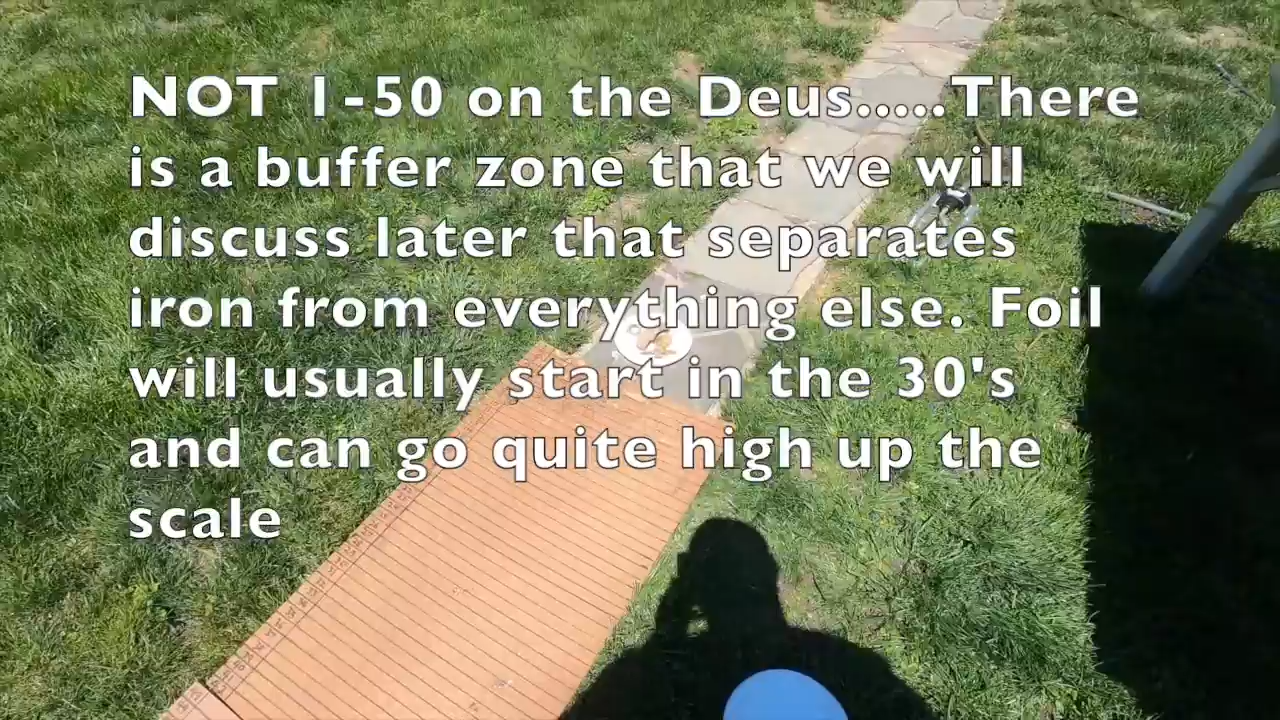 NOT 1-50 on the Deus.....There
is a buffer zone that we will
discuss later that separates
iron from everything else. Foil
will usually start in the 30's
and can go quite high up the
scale